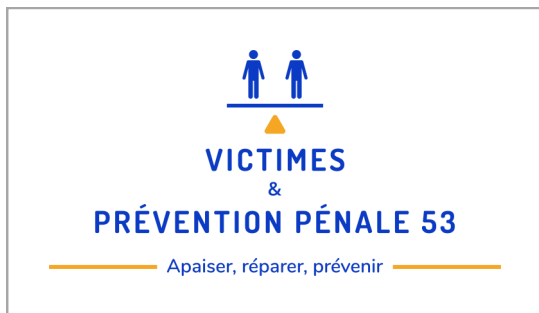 VICTIMES
&
PRÉVENTION PÉNALE 53
Apaiser, réparer, prévenir